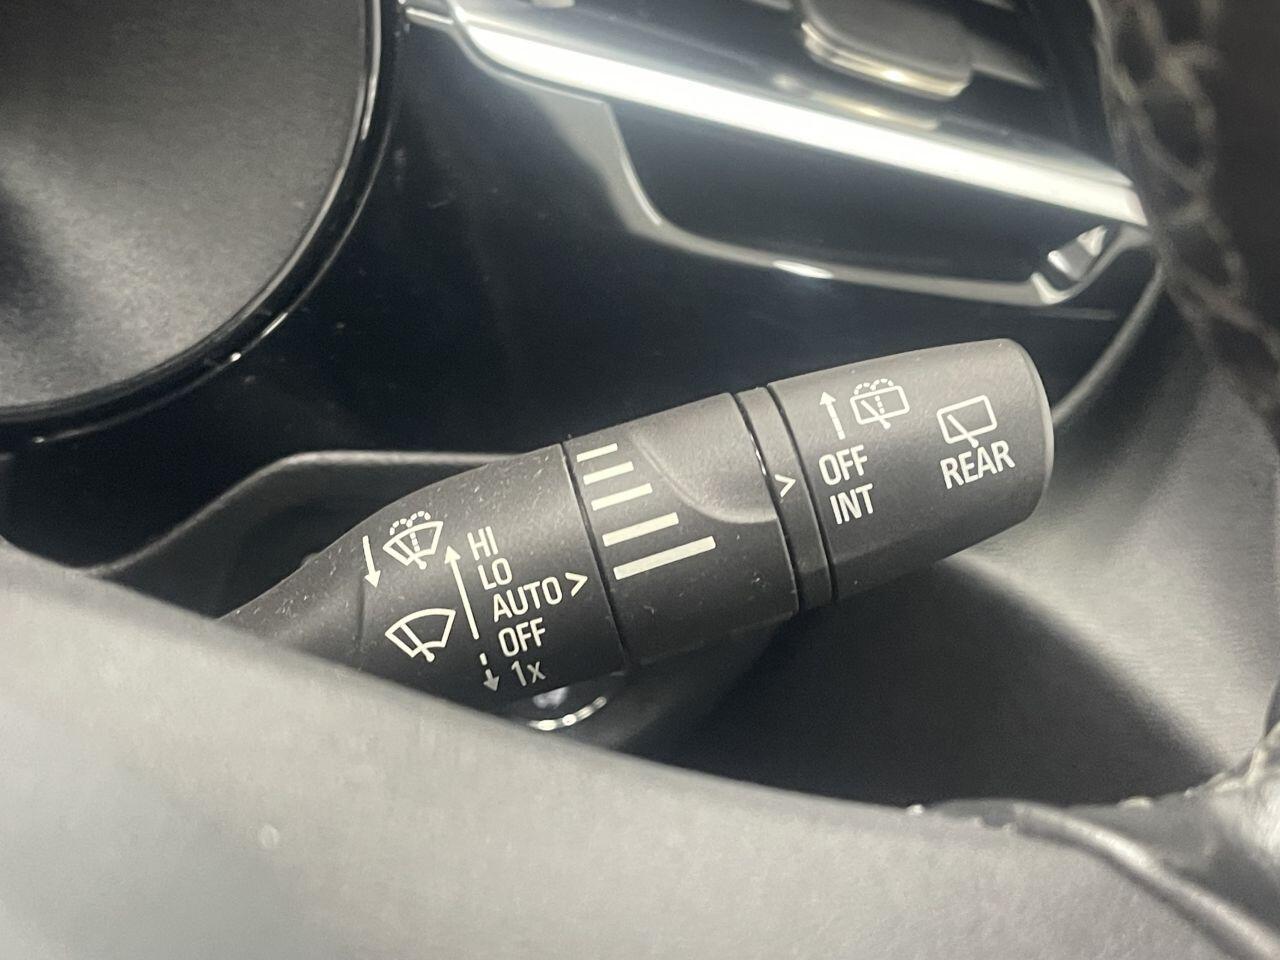 HI
LO
AUTO >
OFF
1x
>
OFF
INT
REAR